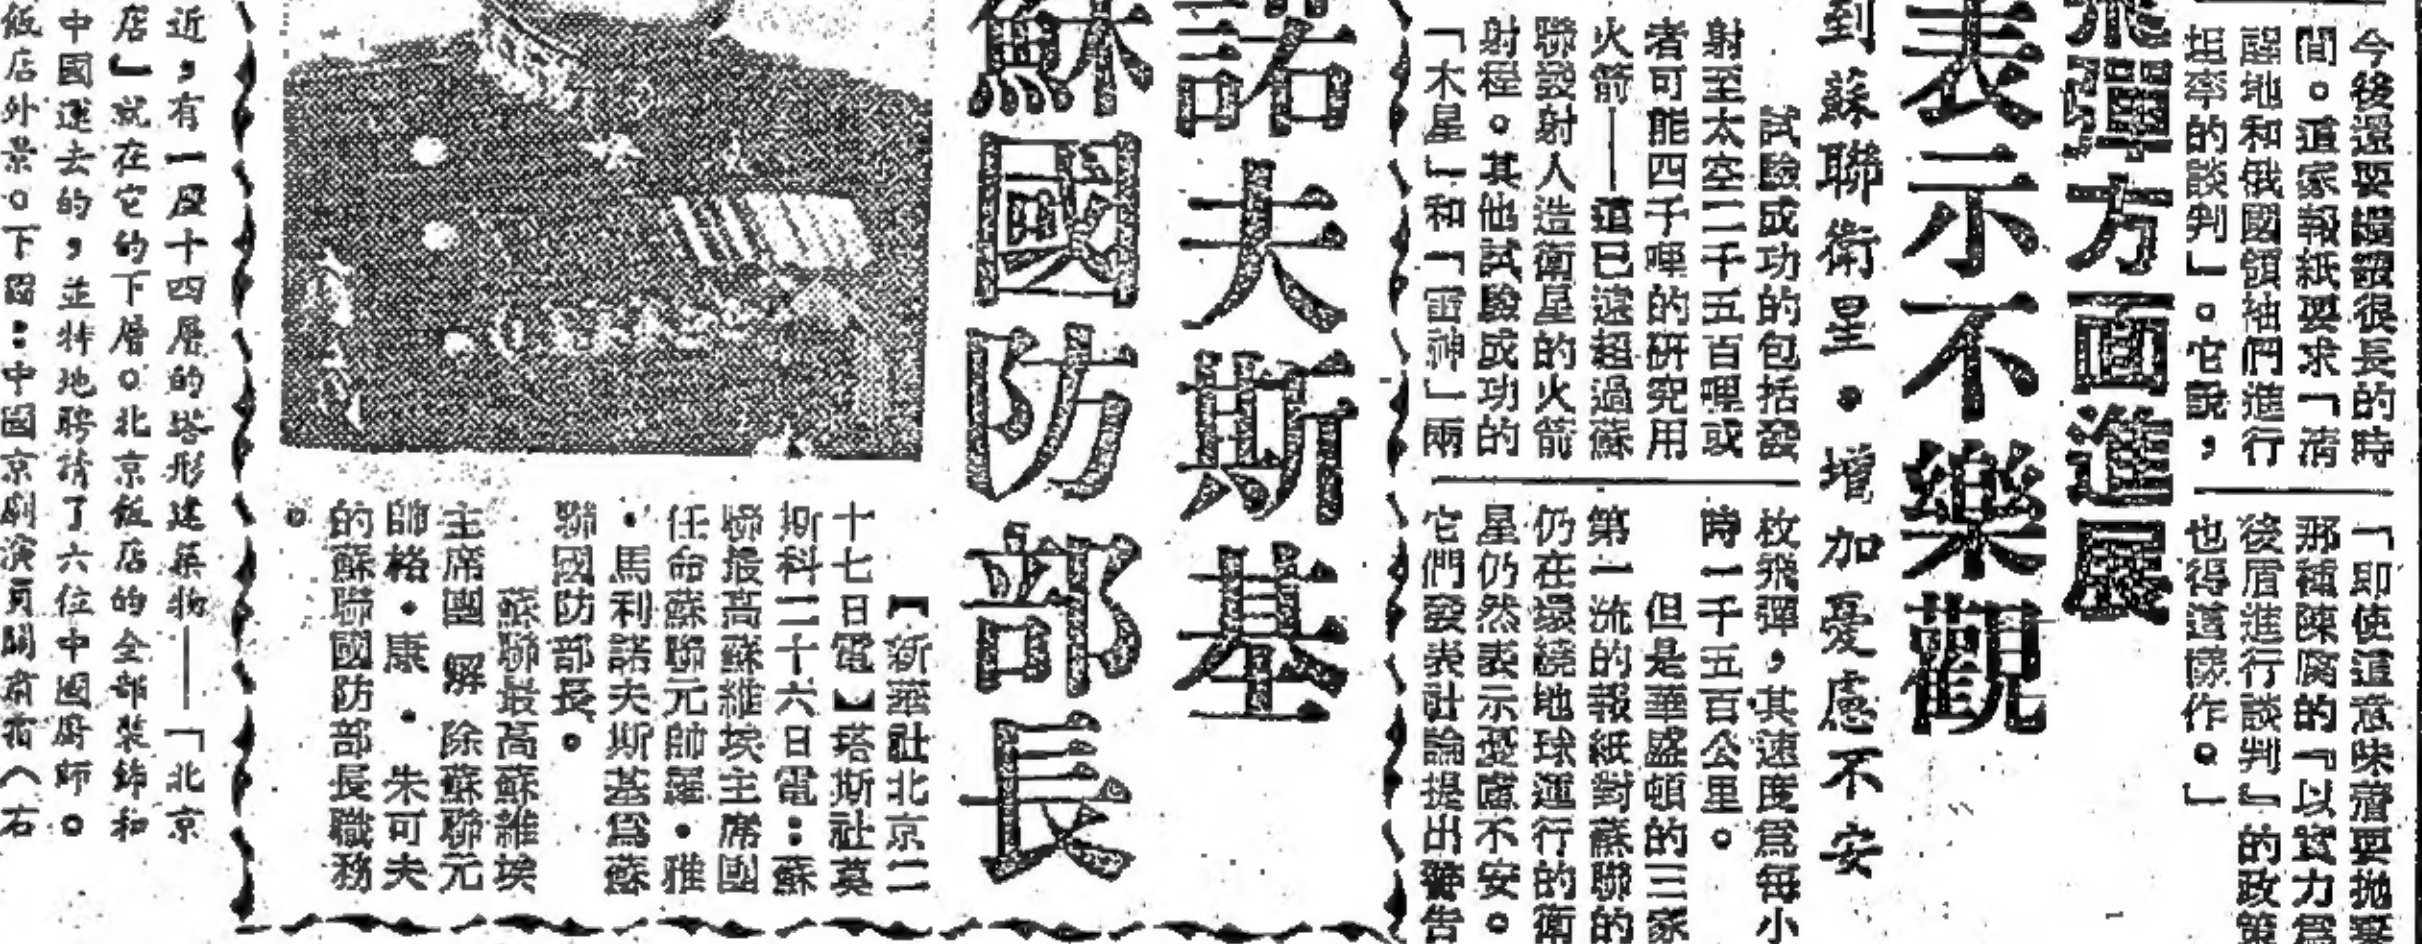 今後還要繼續很長的時
間。這家報紙要求「清
醒地和俄國領袖們進行
坦率的談判」。它說，
「即使這意味著要拋棄
那種陳腐的『以實力爲
後盾進行談判』的政策
也得這樣作。」
飛彈方面進展
表示不樂觀
到蘇聯衛星・增加憂慮不安
試驗成功的包括發
射至太空二千五百哩或
者可能四千哩的研究用
火箭——這已遠超過蘇
聯發射人造衛星的火箭
射程。其他試驗成功的
「木星」和「雷神」兩
枚飛彈，其速度爲每小
時一千五百公里。
但是華盛頓的三家
第一流的報紙對蘇聯的
仍在環繞地球運行的衛
星仍然表示憂慮不安。
它們發表社論提出警告
諾夫斯基
蘇國防部長
【新華社北京二
十七日電】塔斯社莫
斯科二十六日電：蘇
聯最高蘇維埃主席團
任命蘇聯元帥羅・雅
・馬利諾夫斯基爲蘇
聯國防部長。
蘇聯最高蘇維埃
主席團解除蘇聯元
帥格・康・朱可夫
的蘇聯國防部長職務
。
近，有一段十四層的塔形建築物——「北京
店」就在它的下層。北京飯店的全部裝飾和
中國運去的，並特地聘請了六位中國廚師。
飯店外景。下圖：中國京劇演員關肅霜（右